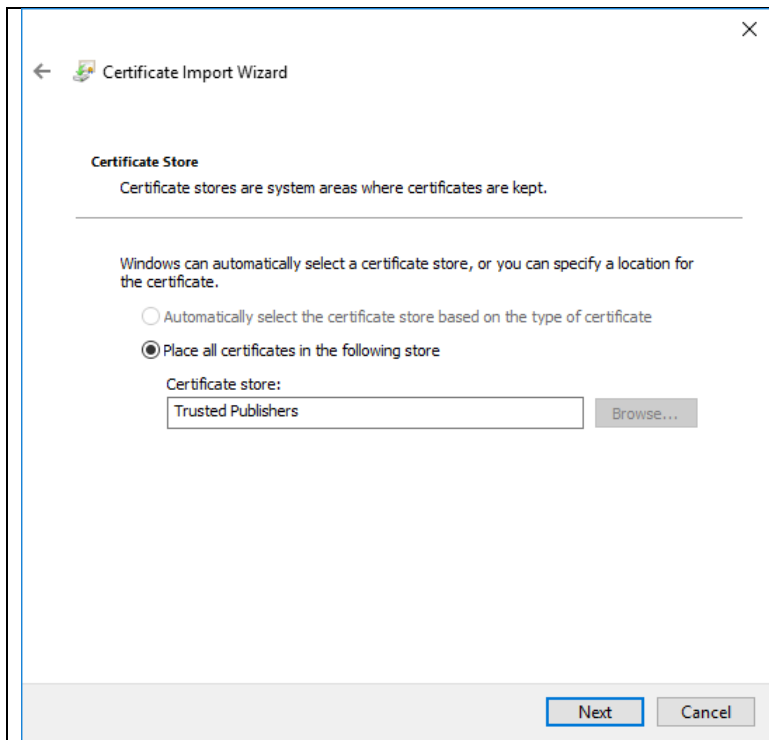 Certificate Import Wizard
Certificate Store
Certificate stores are system areas where certificates are kept.
Windows can automatically select a certificate store, or you can specify a location for
the certificate.
Automatically select the certificate store based on the type of certificate
Place all certificates in the following store
Certificate store:
Trusted Publishers
Browse...
Next
Cancel